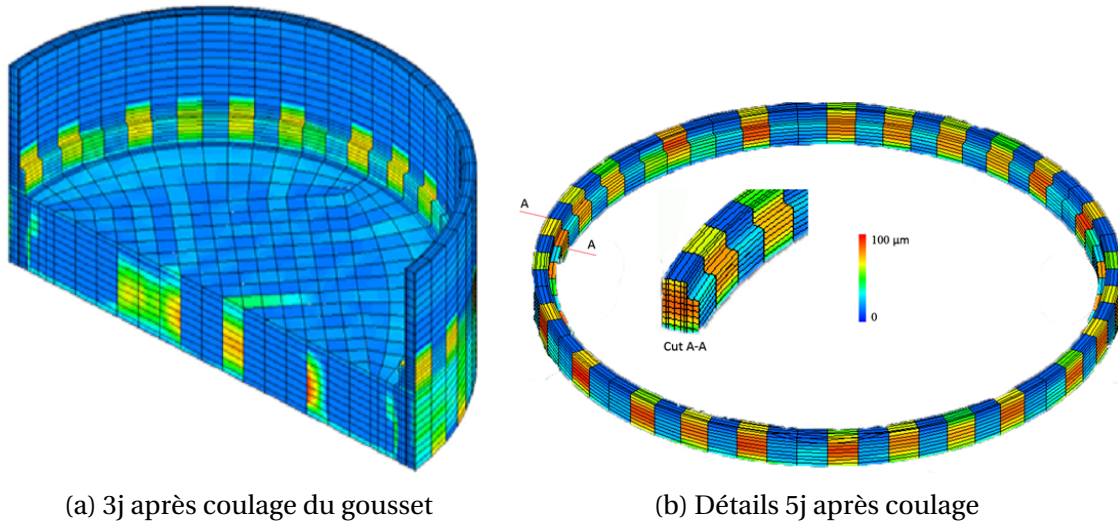 A
A
100 µm
0
Cut A-A
(a) 3j après coulage du gousset
(b) Détails 5j après coulage